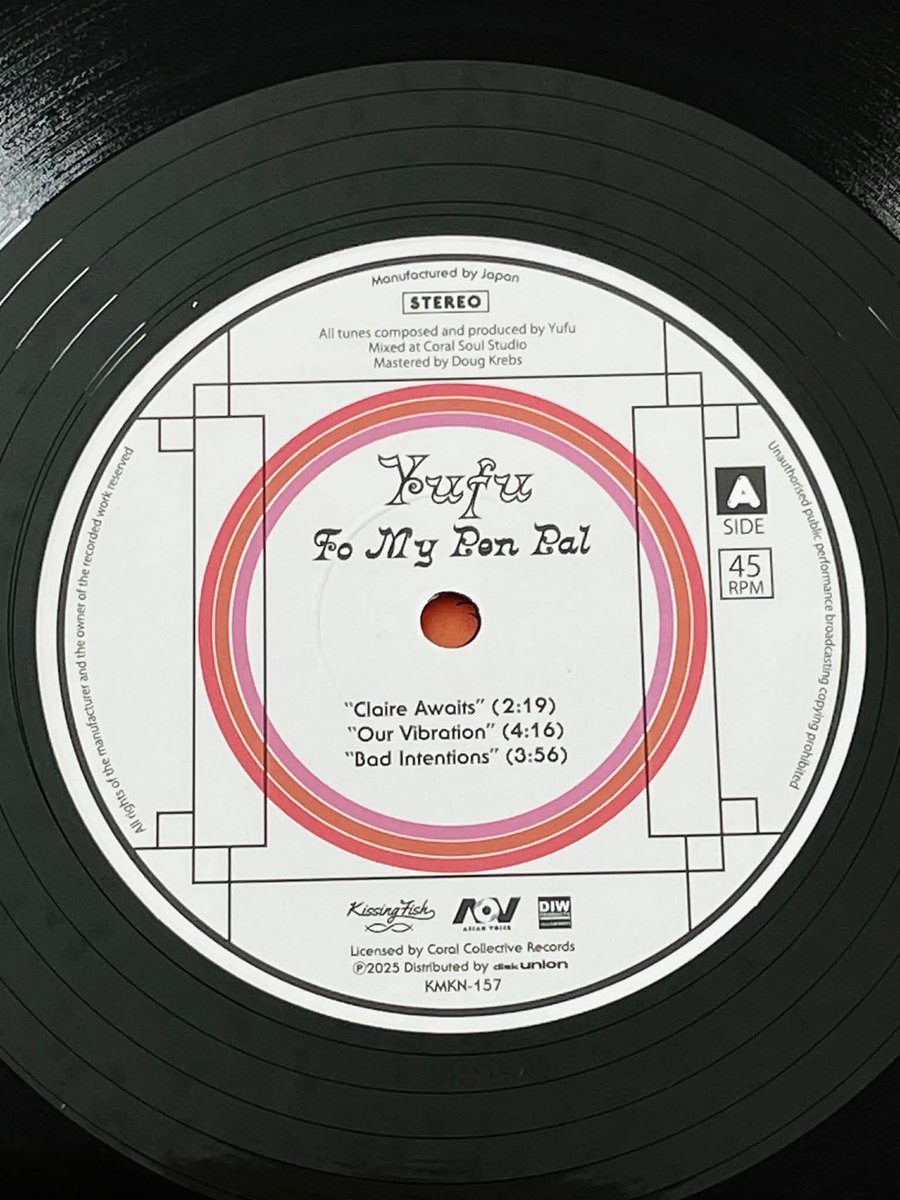 Manufactured by Japan
STEREO
All tunes composed and produced by Yufu
Mixed at Coral Soul Studio
Mastered by Doug Krebs
Yufu
To My Pen Pal
A
SIDE
45
RPM
"Claire Awaits" (2:19)
"Our Vibration" (4:16)
"Bad Intentions" (3:56)
All rights of the manufacturer and the owner of the recorded work reserved
Unauthorised public performance broadcasting copying prohibited
Kissing Fish
AOV
ASIAN VOICE
DIW
Licensed by Coral Collective Records
℗2025 Distributed by disk union
KMKN-157